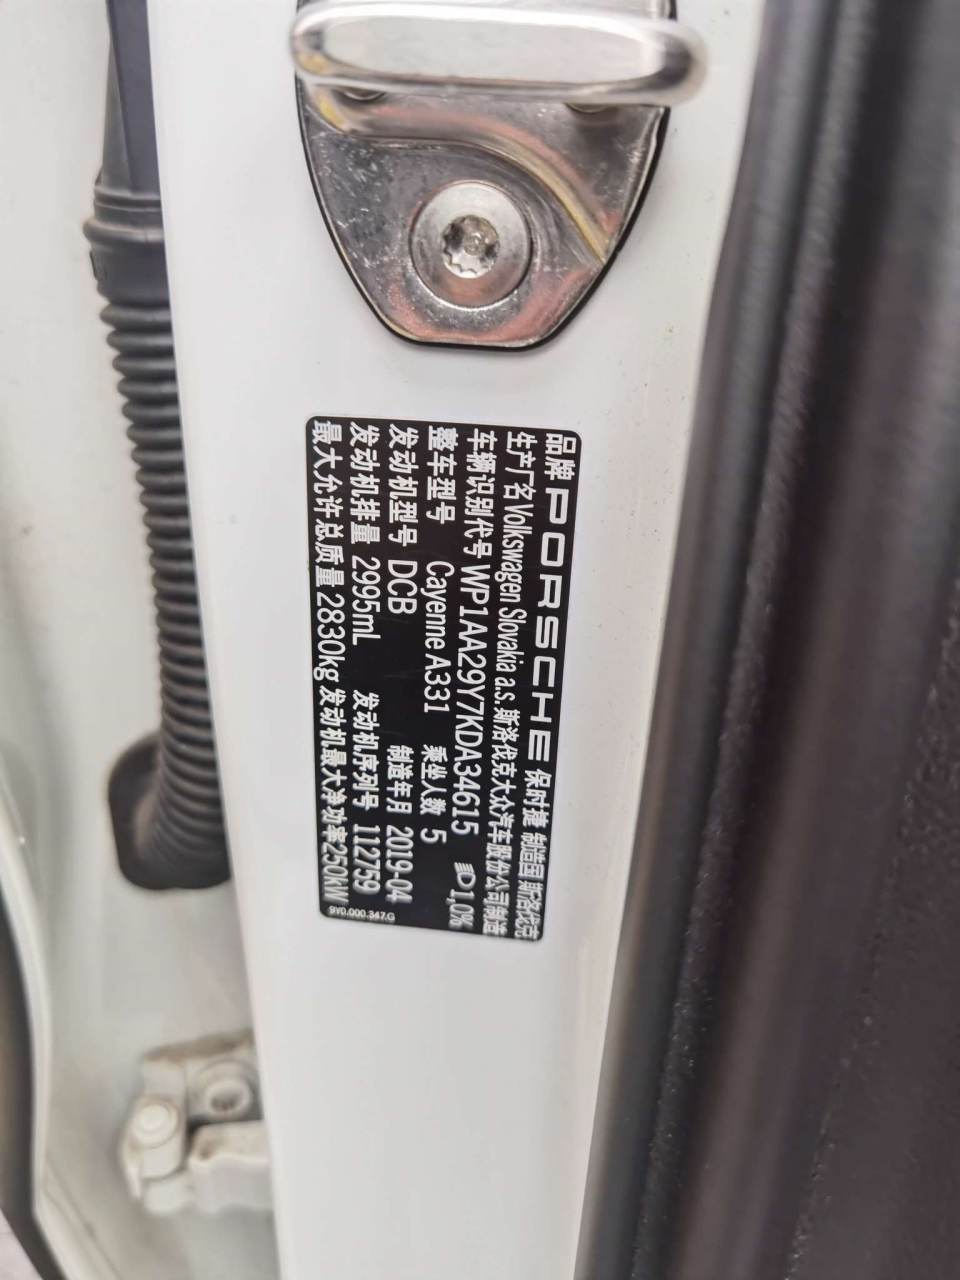 品牌 PORSCHE 保时捷 制造国 斯洛伐克
生产厂名 Volkswagen Slovakia a.s. 斯洛伐克大众汽车股份公司制造
车辆识别代号 WP1AA29Y7KDA34615 1,0%
整车型号 Cayenne A331 乘坐人数 5
发动机型号 DCB 制造年月 2019-04
发动机排量 2995mL 发动机序列号 112759
最大允许总质量 2830kg 发动机最大净功率250kW
9Y0.000.347.G